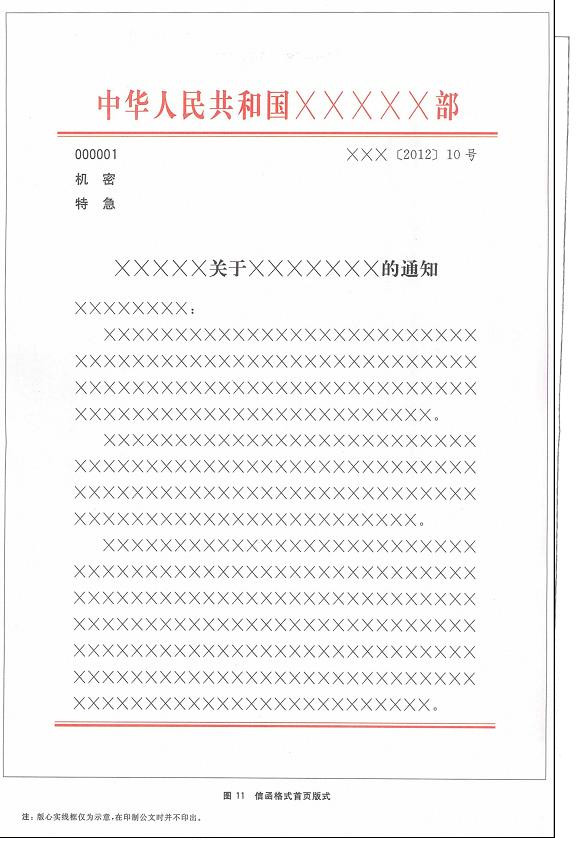 中华人民共和国×××××部
000001 ×××〔2012〕10 号
机 密
特 急
×××××关于×××××××的通知
××××××××：
××××××××××××××××××××××××××
××××××××××××××××××××××××××××
××××××××××××××××××××××××××××
×××××××××××××××××××××××××。
××××××××××××××××××××××××××
××××××××××××××××××××××××××××
××××××××××××××××××××××××××××
××××××××××××××××××××××××。
××××××××××××××××××××××××××
××××××××××××××××××××××××××××
××××××××××××××××××××××××××××
××××××××××××××××××××××××××××
××××××××××××××××××××××××××××
××××××××××××××××××××××××××××
×××××××××××××××××××××××××。
图 11 信函格式首页版式
注：版心实线框仅为示意，在印制公文时并不印出。